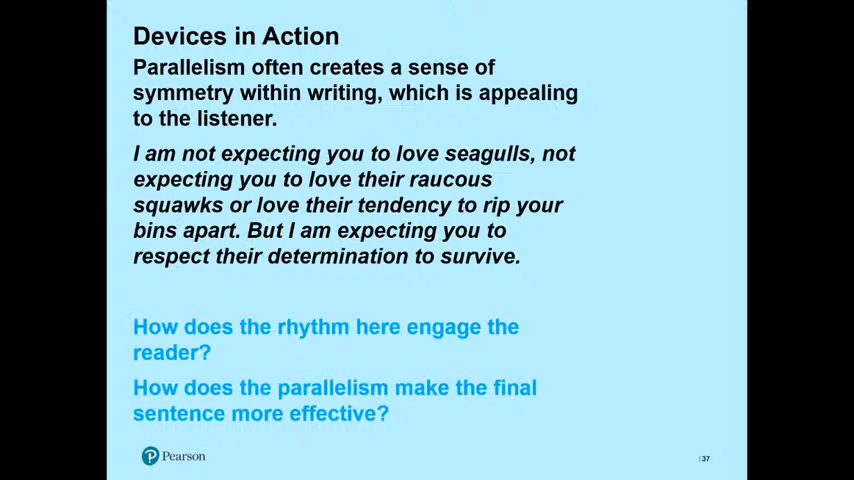 Devices in Action
Parallelism often creates a sense of
symmetry within writing, which is appealing
to the listener.
I am not expecting you to love seagulls, not
expecting you to love their raucous
squawks or love their tendency to rip your
bins apart. But I am expecting you to
respect their determination to survive.
How does the rhythm here engage the
reader?
How does the parallelism make the final
sentence more effective?
Pearson
| 37